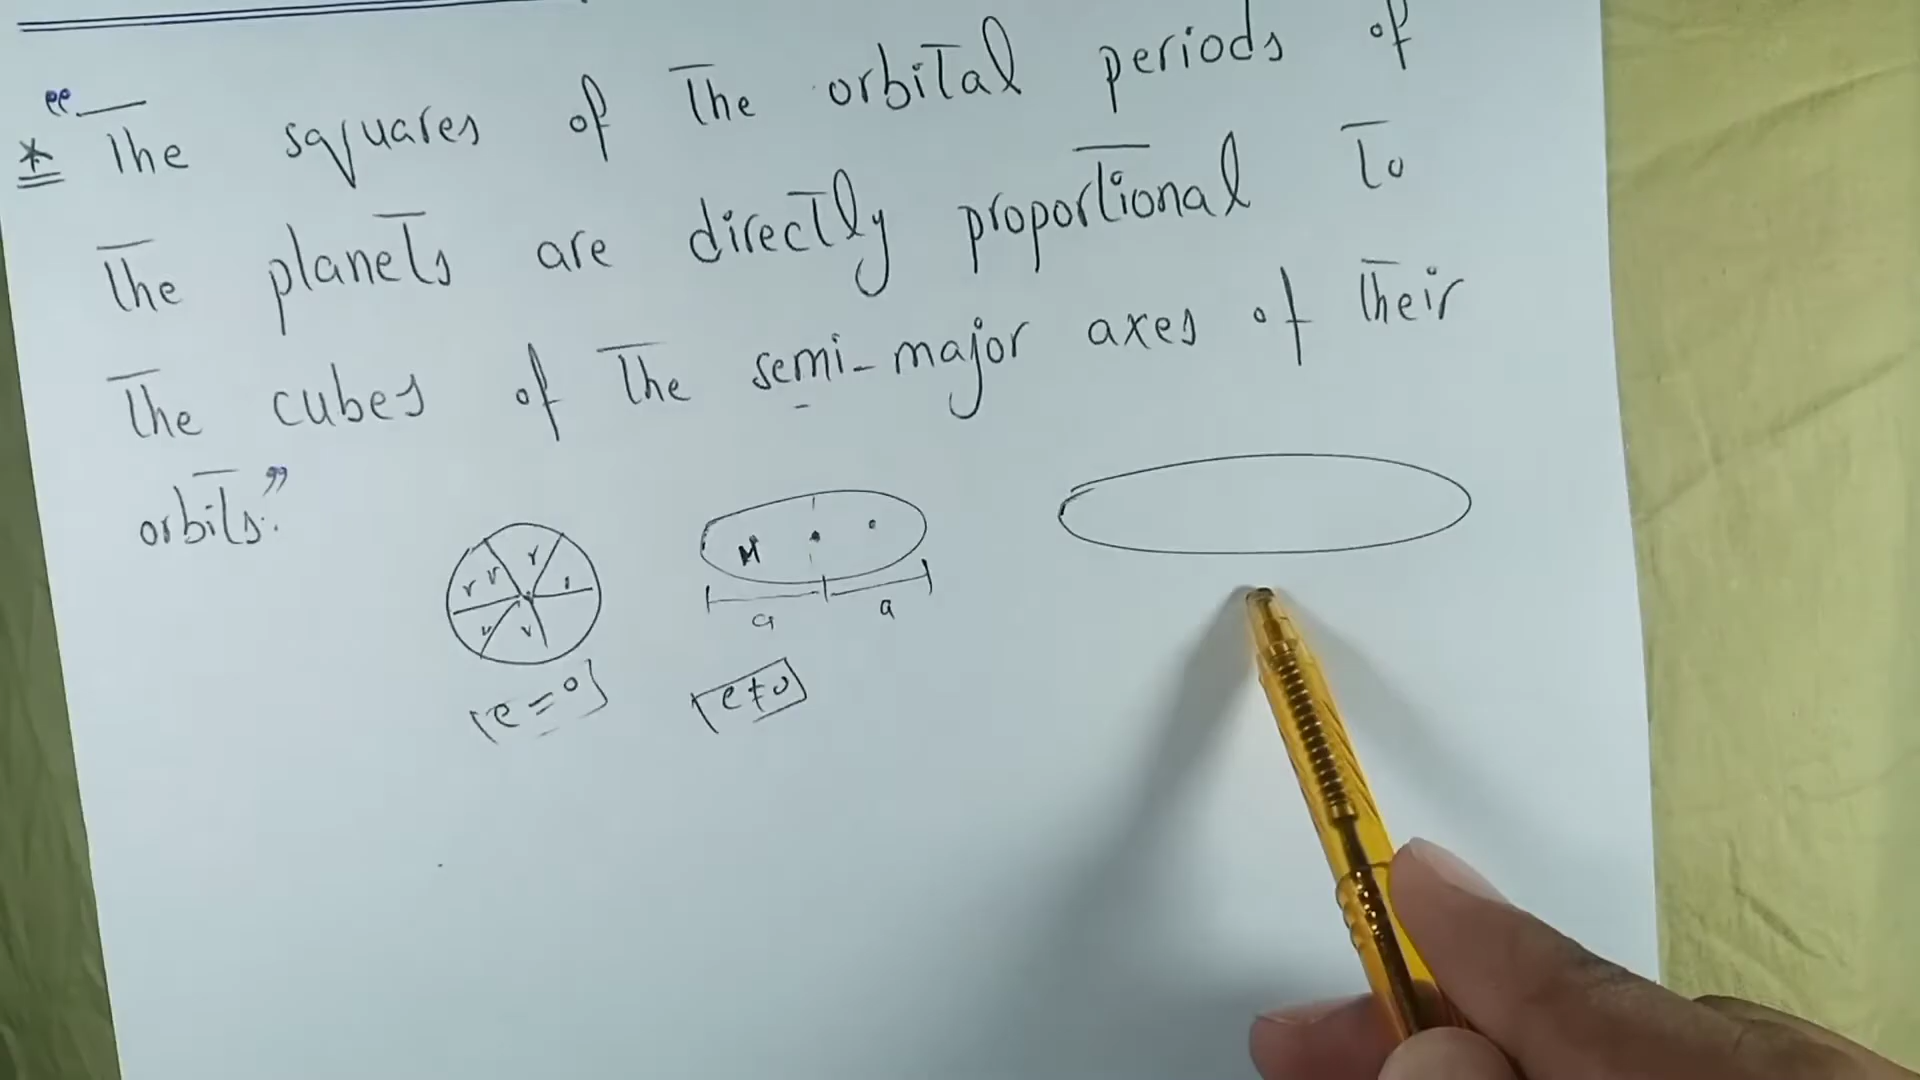 “ The squares of The orbital periods of
* The planets are directly proportional To
The cubes of The semi-major axes of Their
orbits.”
r r r r r
M
a a
e = 0 e ≠ 0